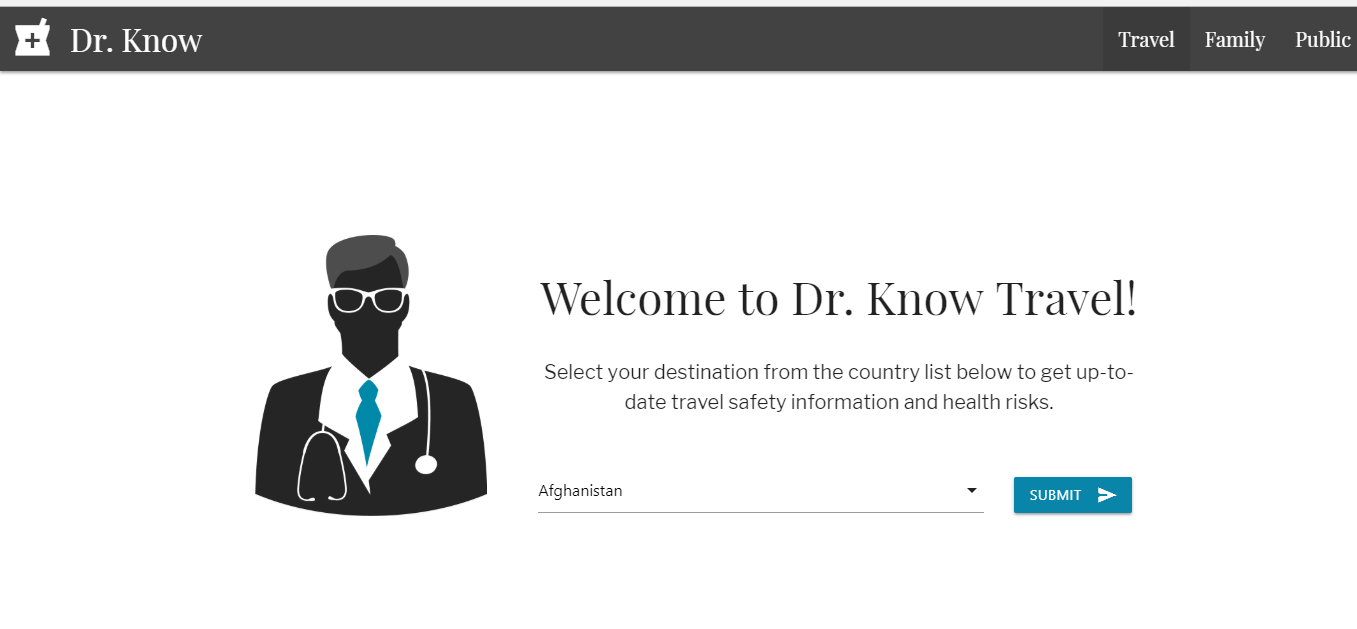 Dr. Know
Travel
Family
Public
Welcome to Dr. Know Travel!
Select your destination from the country list below to get up-to-
date travel safety information and health risks.
Afghanistan
SUBMIT